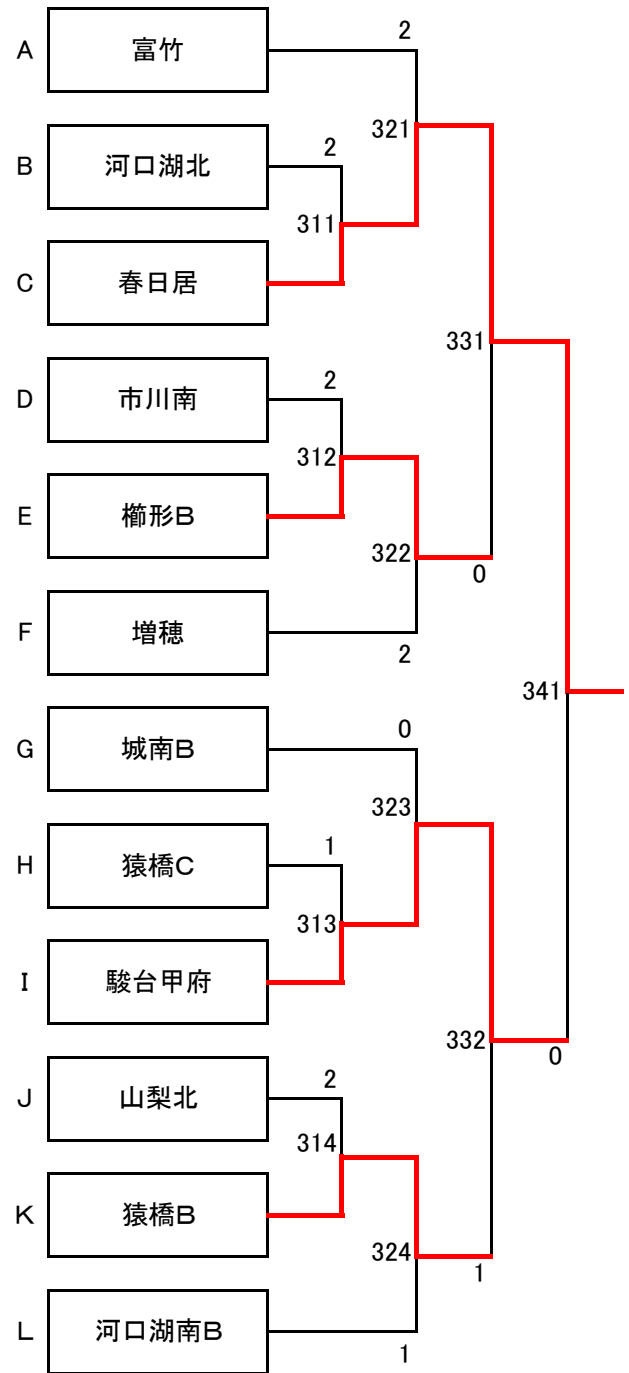 2
A 富竹
321
2
B 河口湖北
311
C 春日居
331
2
D 市川南
312
E 櫛形B
322
0
F 増穂
2
341
0
G 城南B
323
1
H 猿橋C
313
I 駿台甲府
332
0
2
J 山梨北
314
K 猿橋B
324
1
L 河口湖南B
1